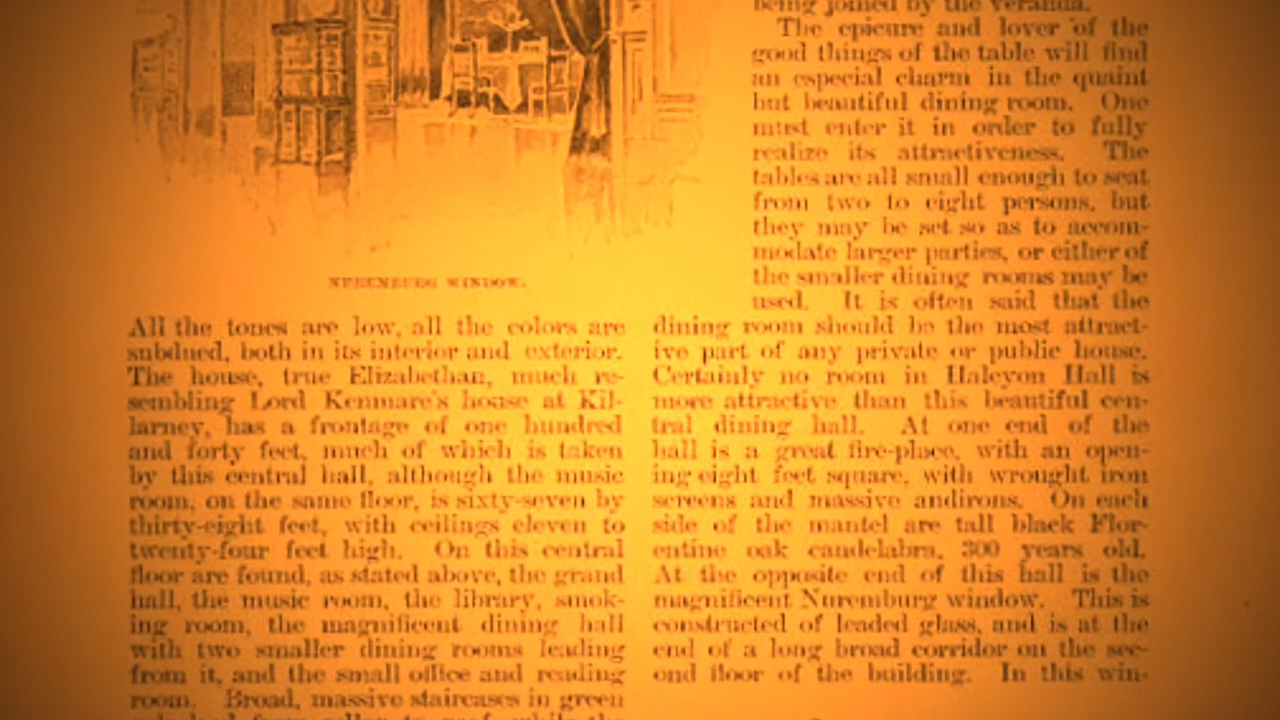 NUREMBURG WINDOW.
All the tones are low, all the colors are
subdued, both in its interior and exterior.
The house, true Elizabethan, much re-
sembling Lord Kenmare's house at Kil-
larney, has a frontage of one hundred
and forty feet, much of which is taken
by this central hall, although the music
room, on the same floor, is sixty-seven by
thirty-eight feet, with ceilings eleven to
twenty-four feet high. On this central
floor are found, as stated above, the grand
hall, the music room, the library, smok-
ing room, the magnificent dining hall
with two smaller dining rooms leading
from it, and the small office and reading
room. Broad, massive staircases in green
being joined by the veranda.
The epicure and lover of the
good things of the table will find
an especial charm in the quaint
but beautiful dining room. One
must enter it in order to fully
realize its attractiveness. The
tables are all small enough to seat
from two to eight persons, but
they may be set so as to accom-
modate larger parties, or either of
the smaller dining rooms may be
used. It is often said that the
dining room should be the most attract-
ive part of any private or public house.
Certainly no room in Halcyon Hall is
more attractive than this beautiful cen-
tral dining hall. At one end of the
hall is a great fire-place, with an open-
ing eight feet square, with wrought iron
screens and massive andirons. On each
side of the mantel are tall black Flor-
entine oak candelabra, 300 years old.
At the opposite end of this hall is the
magnificent Nuremburg window. This is
constructed of leaded glass, and is at the
end of a long broad corridor on the sec-
ond floor of the building. In this win-